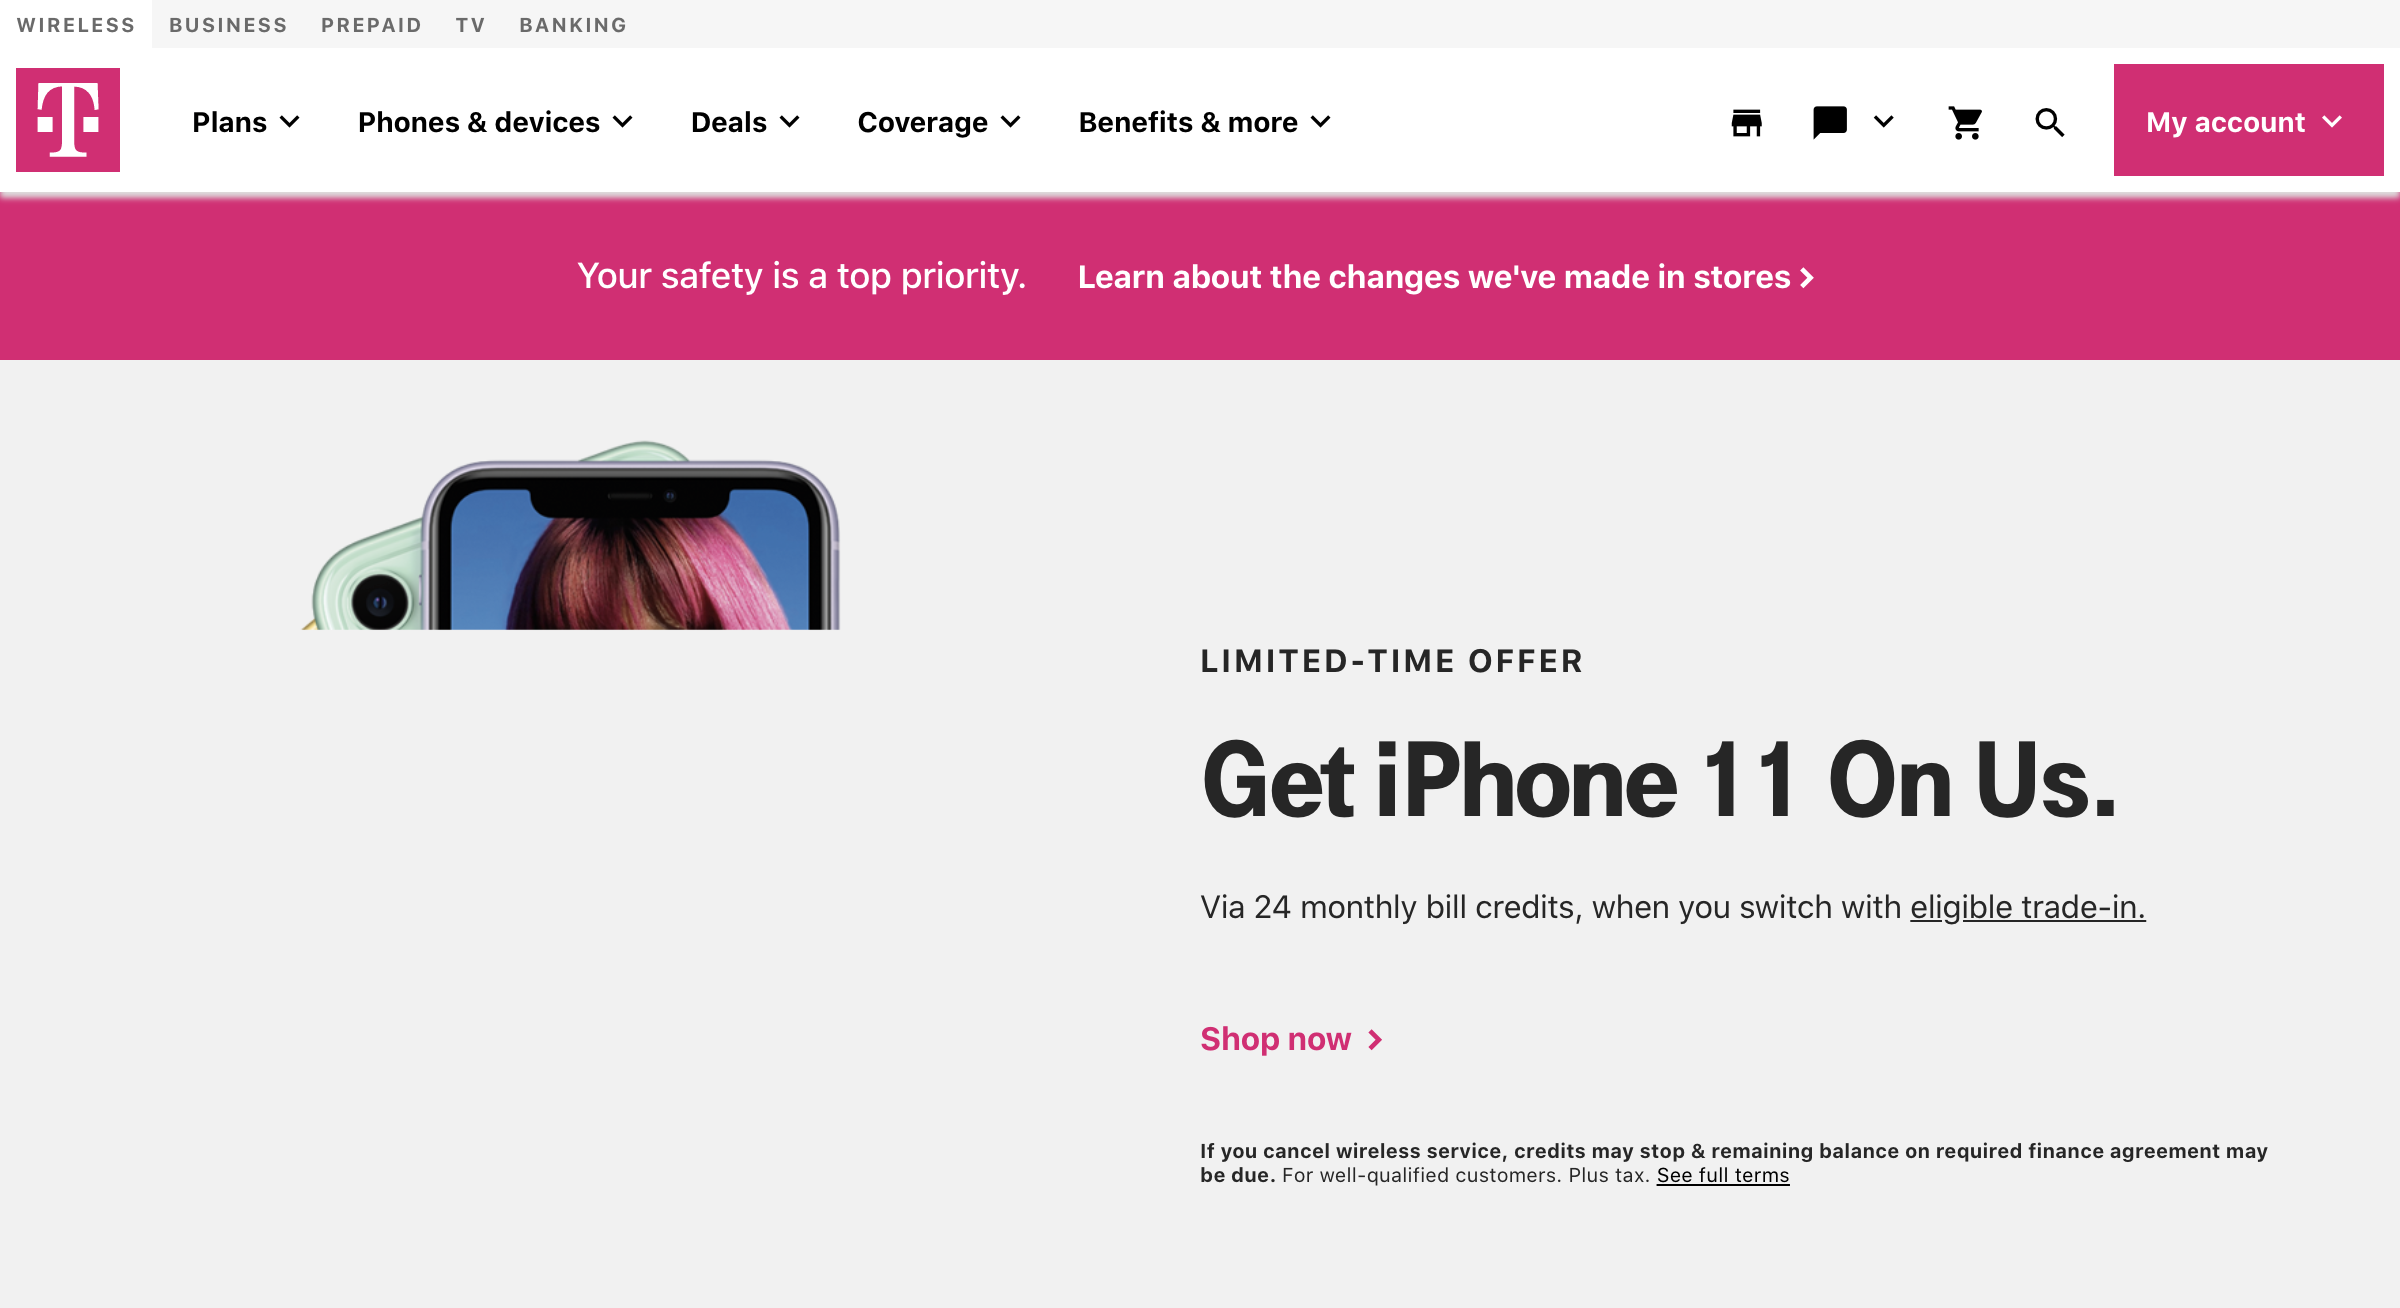 WIRELESS BUSINESS PREPAID TV BANKING
T Plans Phones & devices Deals Coverage Benefits & more My account
Your safety is a top priority. Learn about the changes we've made in stores
LIMITED-TIME OFFER
Get iPhone 11 On Us.
Via 24 monthly bill credits, when you switch with eligible trade-in.
Shop now
If you cancel wireless service, credits may stop & remaining balance on required finance agreement may
be due. For well-qualified customers. Plus tax. See full terms